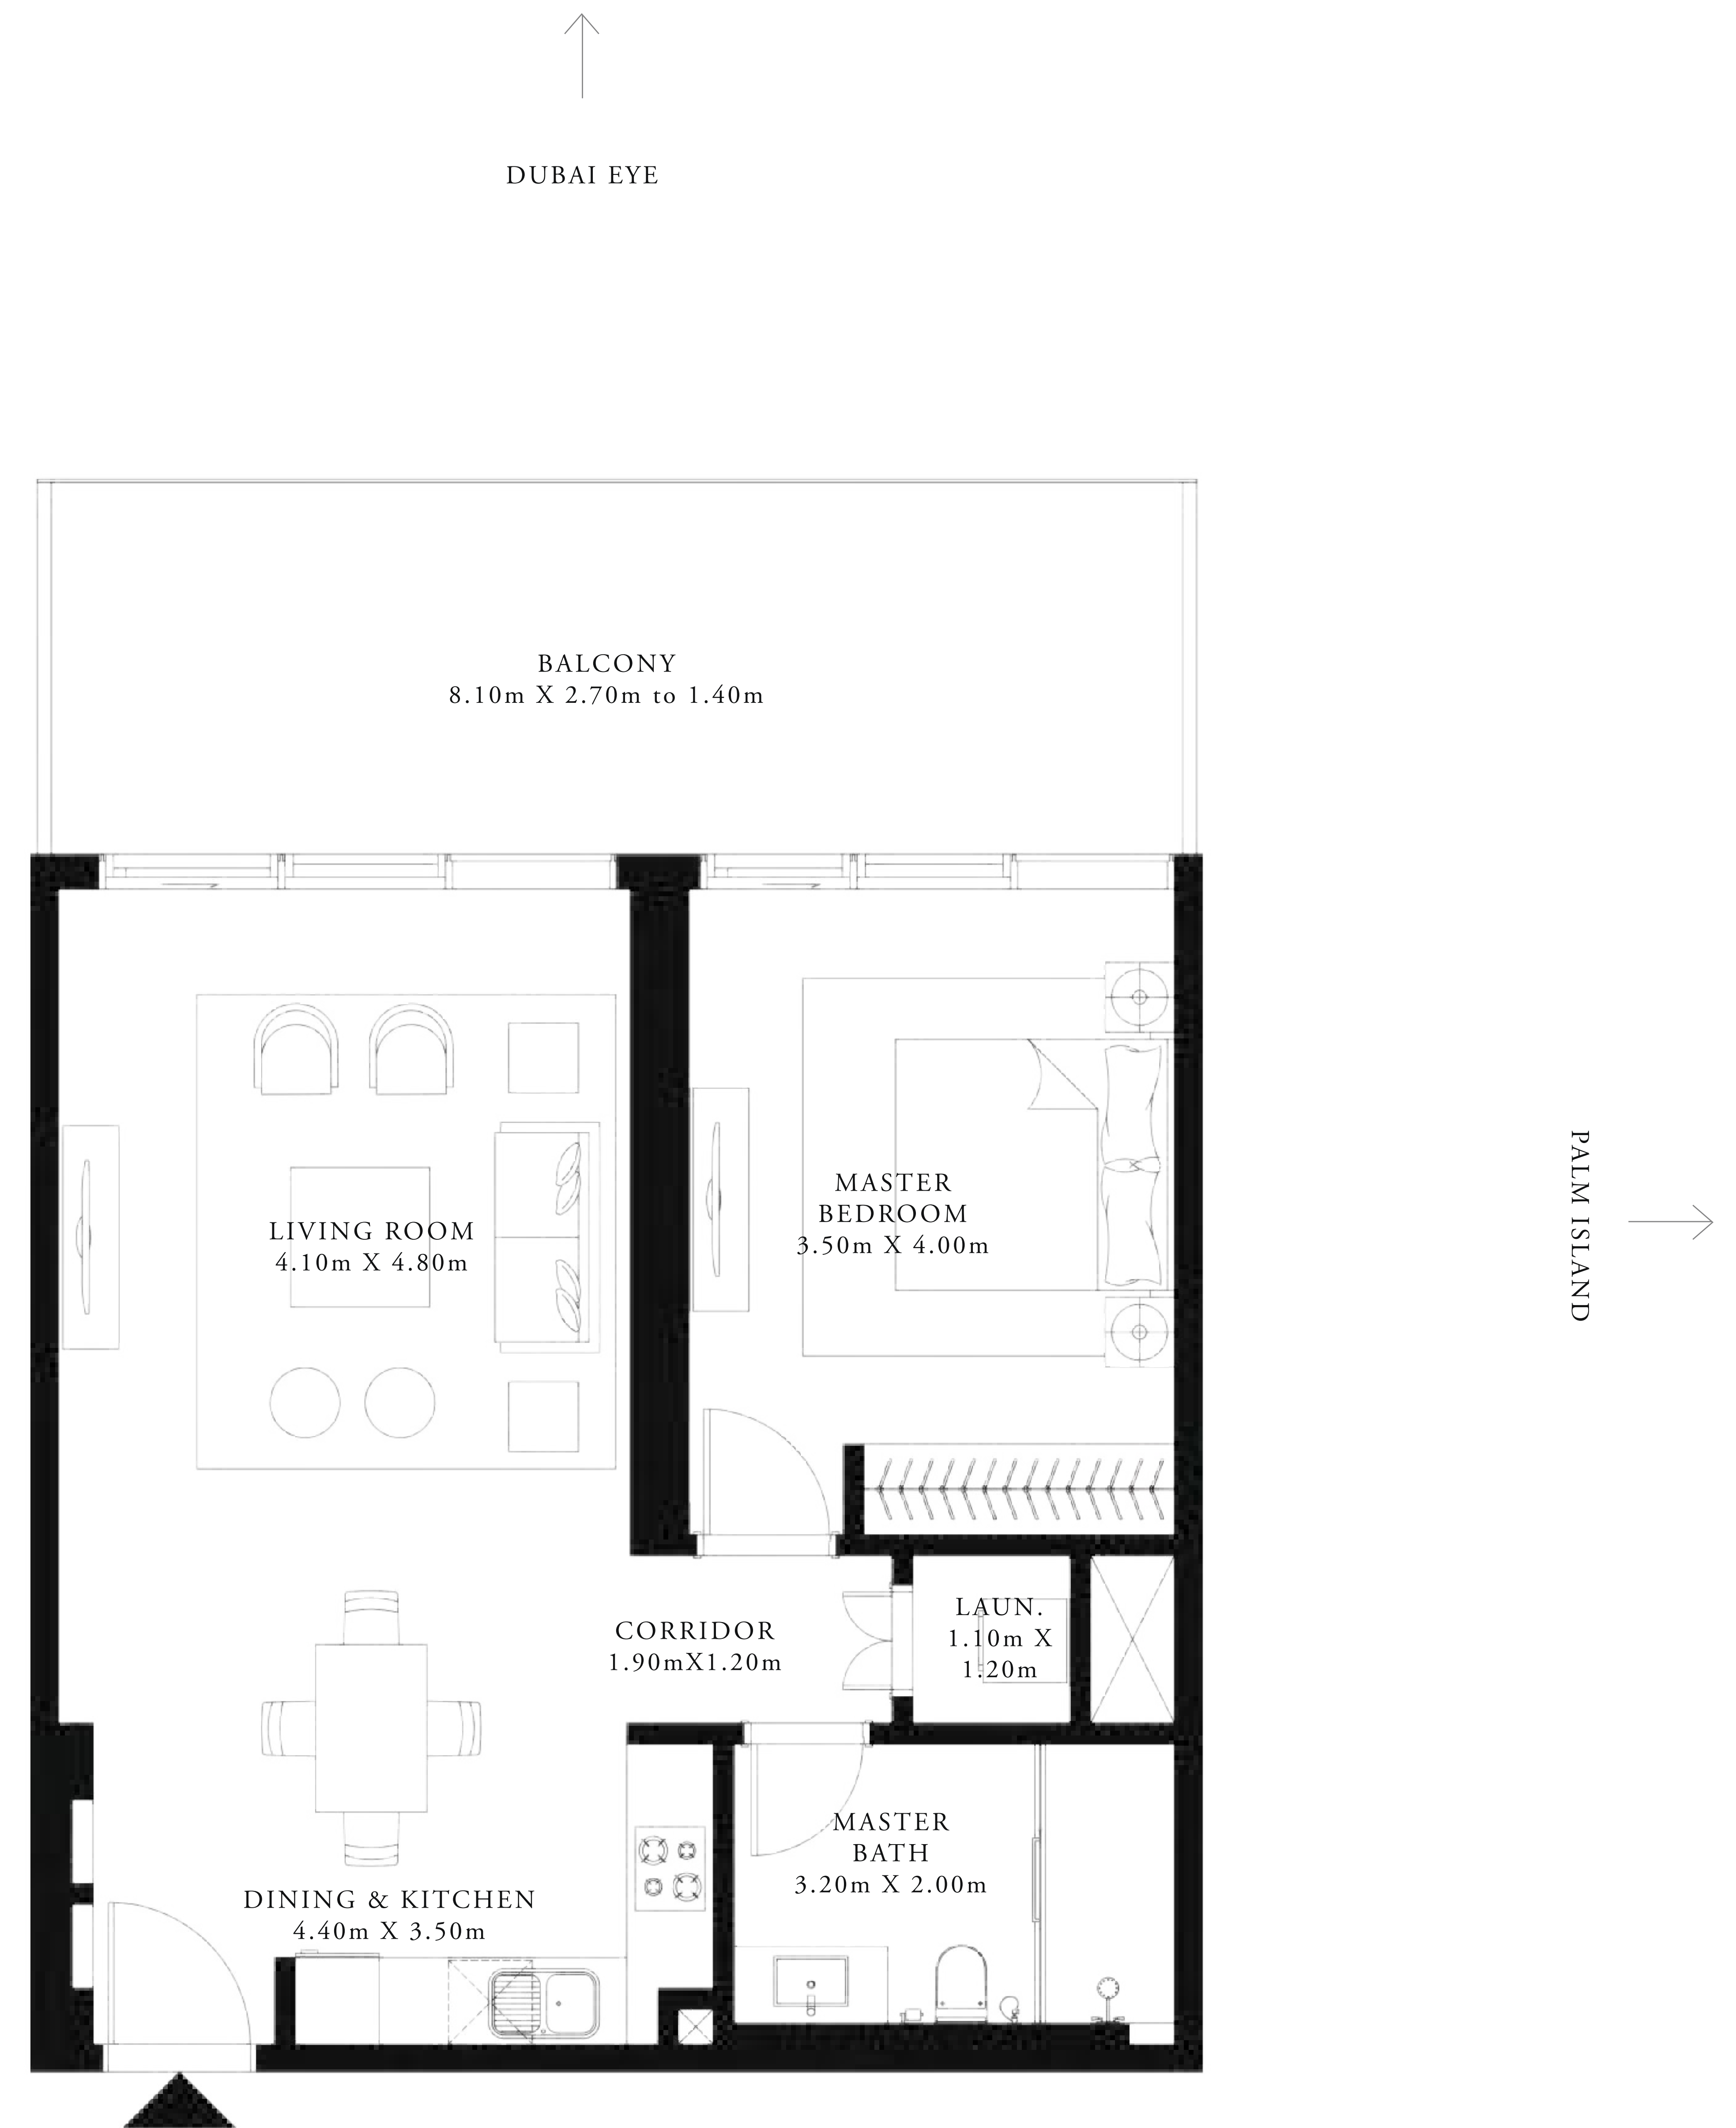 DUBAI EYE
BALCONY
8.10m X 2.70m to 1.40m
PALM ISLAND
MASTER
BEDROOM
3.50m X 4.00m
LIVING ROOM
4.10m X 4.80m
LAUN.
1.10m X
1.20m
CORRIDOR
1.90mX1.20m
MASTER
BATH
3.20m X 2.00m
DINING & KITCHEN
4.40m X 3.50m